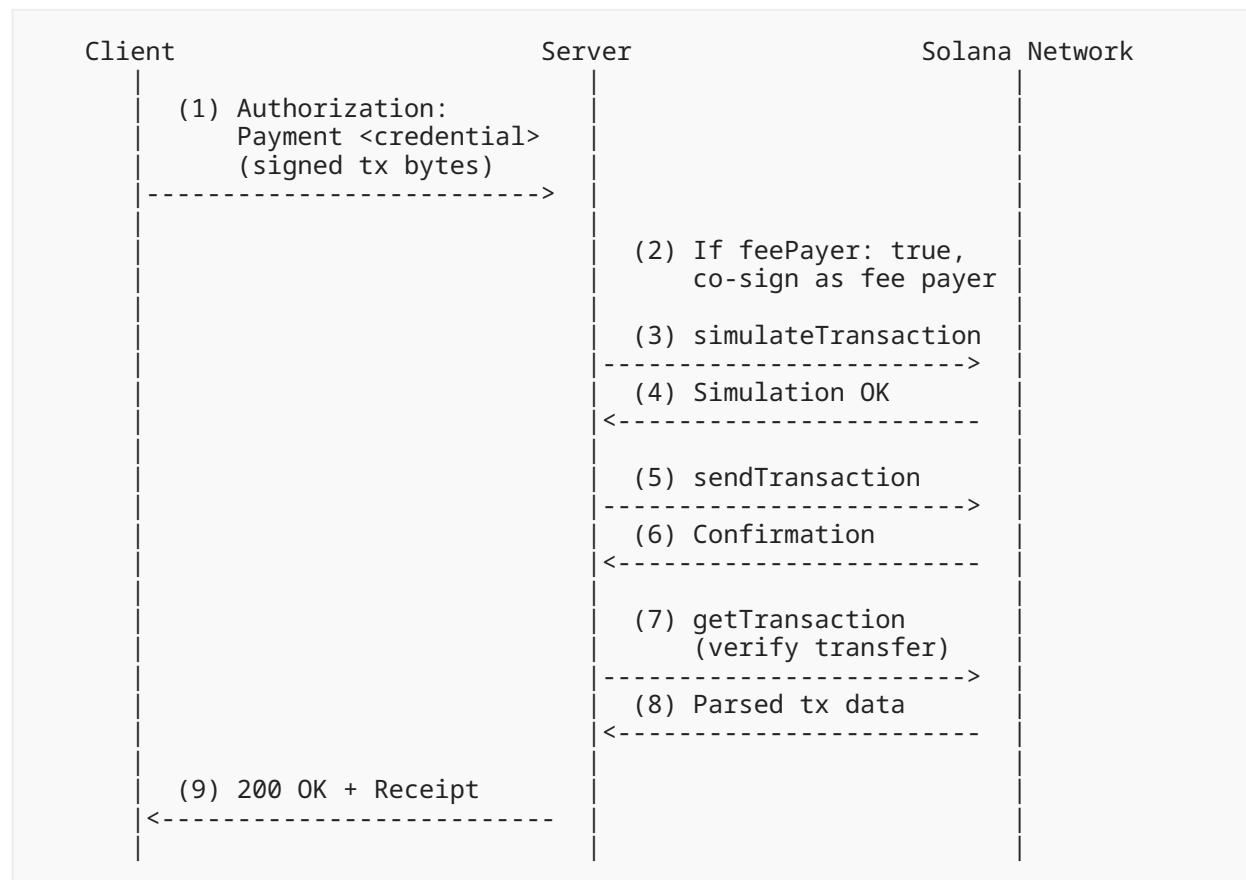 Client Server Solana Network
(1) Authorization:
Payment <credential>
(signed tx bytes)
(2) If feePayer: true,
co-sign as fee payer
(3) simulateTransaction
(4) Simulation OK
(5) sendTransaction
(6) Confirmation
(7) getTransaction
(verify transfer)
(8) Parsed tx data
(9) 200 OK + Receipt